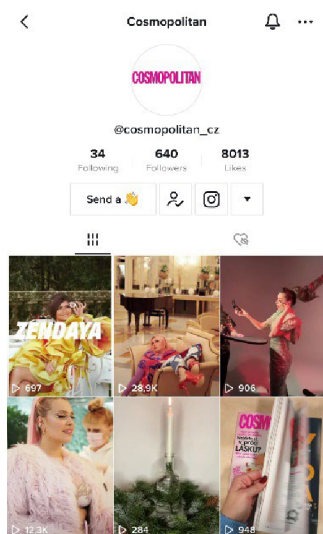 Cosmopolitan
COSMOPOLITAN
@cosmopolitan_cz
34 640 8013
Following Followers Likes
Send a 👋
ZENDAYA
697 28.9K 906
COSM
LÁSKU?
12.3K 284 948